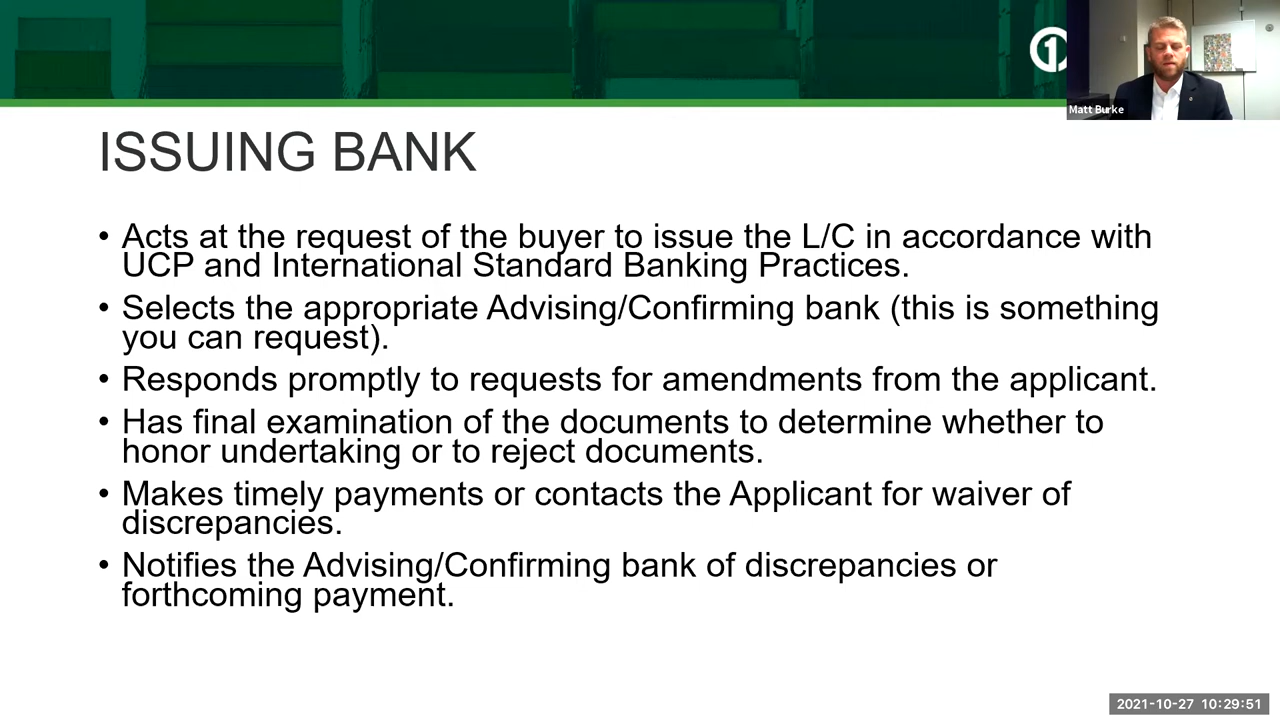 1
Matt Burke
ISSUING BANK
• Acts at the request of the buyer to issue the L/C in accordance with
UCP and International Standard Banking Practices.
• Selects the appropriate Advising/Confirming bank (this is something
you can request).
• Responds promptly to requests for amendments from the applicant.
• Has final examination of the documents to determine whether to
honor undertaking or to reject documents.
• Makes timely payments or contacts the Applicant for waiver of
discrepancies.
• Notifies the Advising/Confirming bank of discrepancies or
forthcoming payment.
2021-10-27 10:29:51